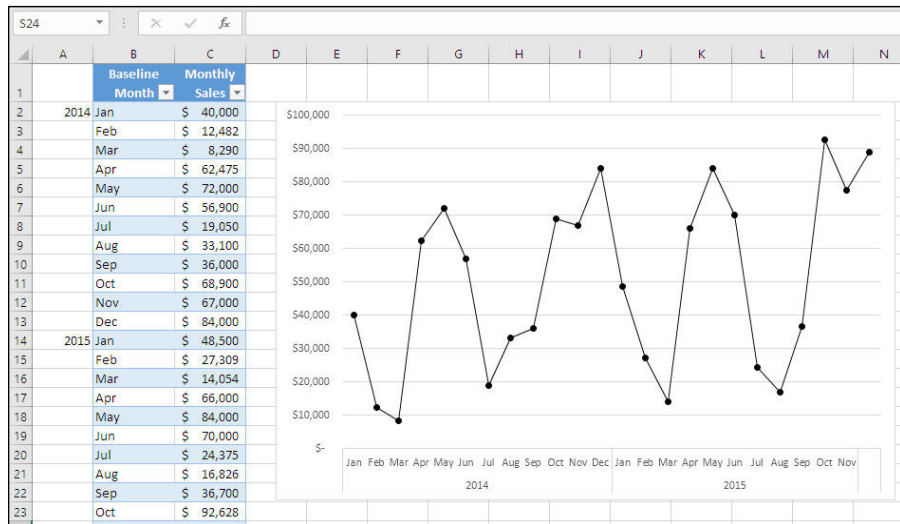 S24 fx
A B C D E F G H I J K L M N
Baseline Monthly
1 Month Sales
2 2014 Jan $ 40,000
3 Feb $ 12,482
4 Mar $ 8,290
5 Apr $ 62,475
6 May $ 72,000
7 Jun $ 56,900
8 Jul $ 19,050
9 Aug $ 33,100
10 Sep $ 36,000
11 Oct $ 68,900
12 Nov $ 67,000
13 Dec $ 84,000
14 2015 Jan $ 48,500
15 Feb $ 27,309
16 Mar $ 14,054
17 Apr $ 66,000
18 May $ 84,000
19 Jun $ 70,000
20 Jul $ 24,375
21 Aug $ 16,826
22 Sep $ 36,700
23 Oct $ 92,628
$100,000
$90,000
$80,000
$70,000
$60,000
$50,000
$40,000
$30,000
$20,000
$10,000
$-
Jan Feb Mar Apr May Jun Jul Aug Sep Oct Nov Dec Jan Feb Mar Apr May Jun Jul Aug Sep Oct Nov
2014 2015